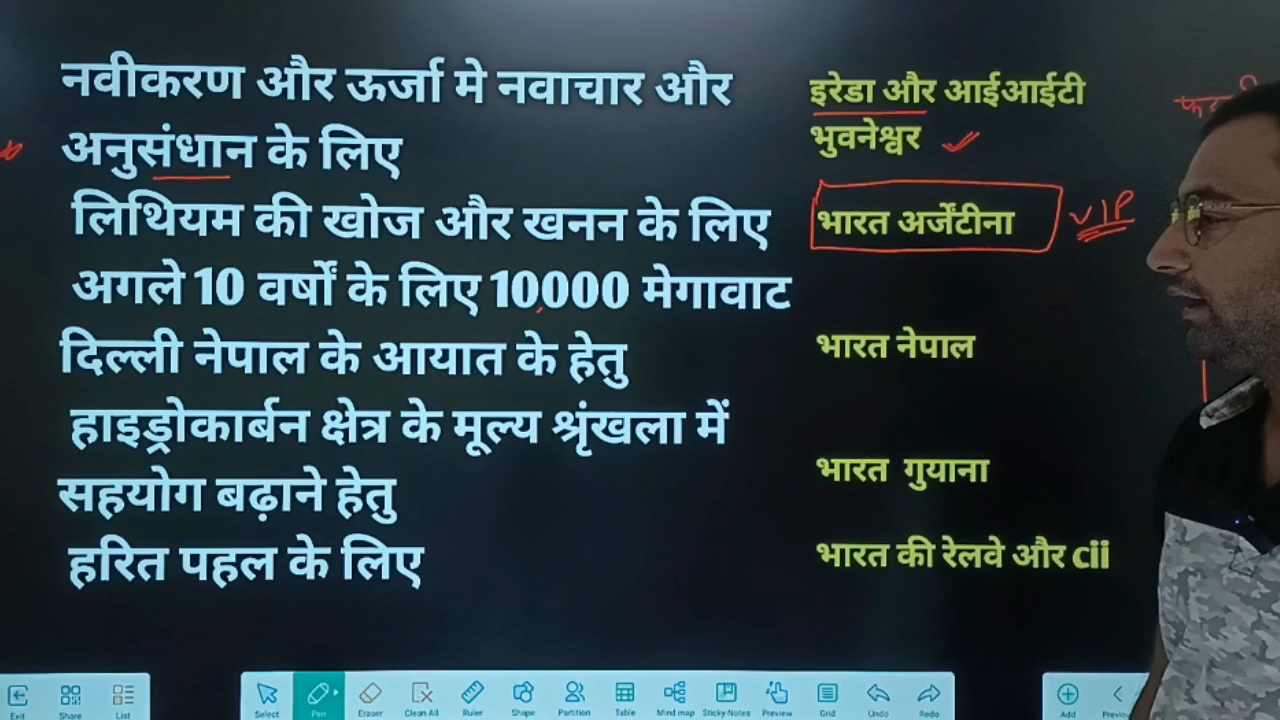 नवीकरण और ऊर्जा मे नवाचार और
अनुसंधान के लिए
लिथियम की खोज और खनन के लिए
अगले 10 वर्षों के लिए 10000 मेगावाट
दिल्ली नेपाल के आयात के हेतु
हाइड्रोकार्बन क्षेत्र के मूल्य श्रृंखला में
सहयोग बढ़ाने हेतु
हरित पहल के लिए
इरेडा और आईआईटी
भुवनेश्वर
भारत अर्जेंटीना
VIP
भारत नेपाल
भारत गुयाना
भारत की रेलवे और cii
Exit Share List
Select Pen Eraser Clean All Ruler Shape Partition Table Mind map Sticky Notes Preview Grid Undo Redo
Add